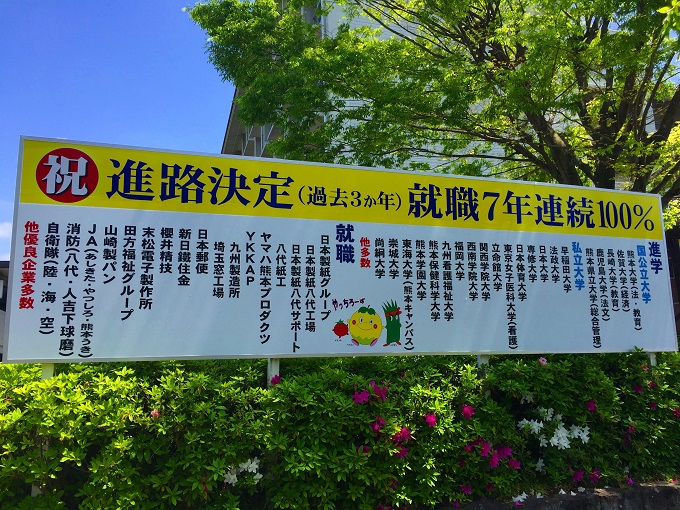 祝 進路決定(過去3か年) 就職7年連続100%
進学
国公立大学
熊本大学(法・教育)
佐賀大学(経済)
長崎大学(教育)
鹿児島大学(法文)
熊本県立大学(総合管理)
私立大学
早稲田大学
法政大学
日本大学
専修大学
日本体育大学
東京女子医科大学(看護)
立命館大学
関西学院大学
西南学院大学
福岡大学
九州看護福祉大学
熊本保健科学大学
熊本学園大学
東海大学(熊本キャンパス)
崇城大学
尚絅大学
他多数
就職
日本製紙グループ
日本製紙八代工場
日本製紙八代サポート
八代紙工
ヤマハ熊本プロダクツ
YKKAP
九州製造所
埼玉窓工場
日本郵便
新日鐵住金
櫻井精技
末松電子製作所
田方福祉グループ
山崎製パン
JA(あしきた・やつしろ・熊本うき)
消防(八代・人吉下球磨)
自衛隊(陸・海・空)
他優良企業多数
やっちろーは